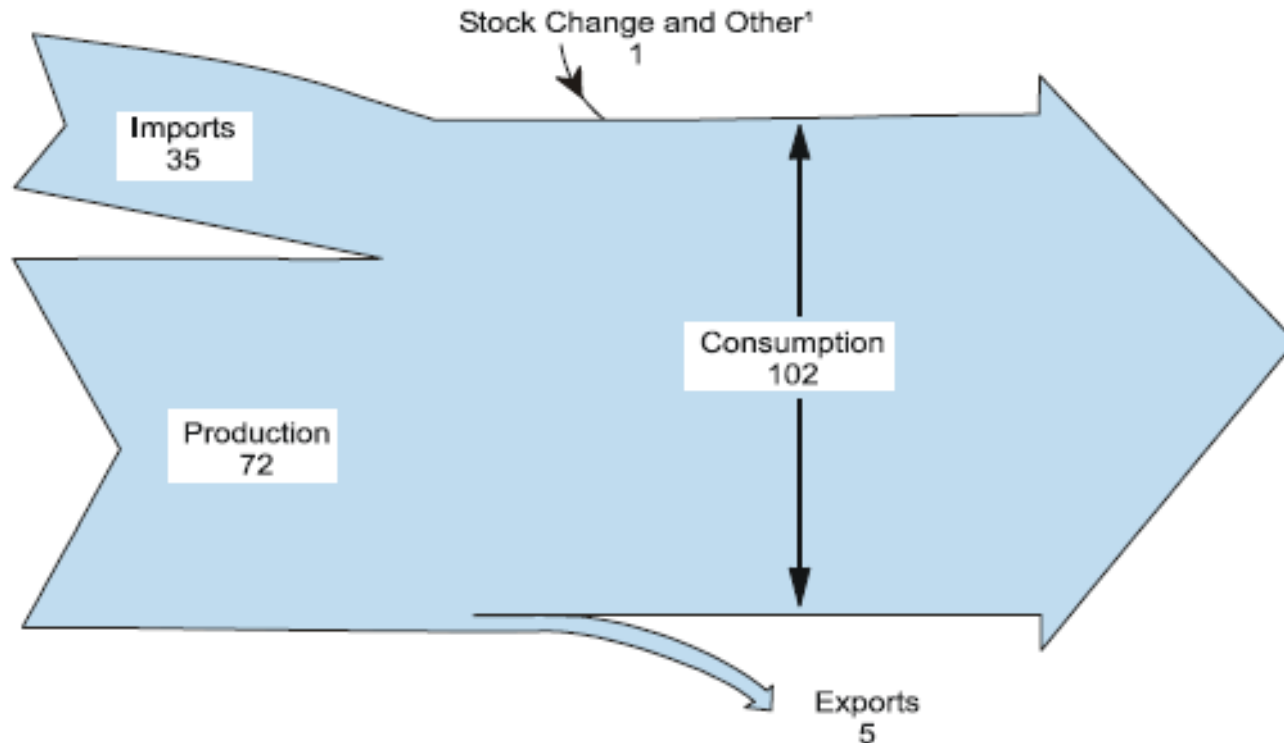 Stock Change and Other¹
1
Imports
35
Consumption
102
Production
72
Exports
5